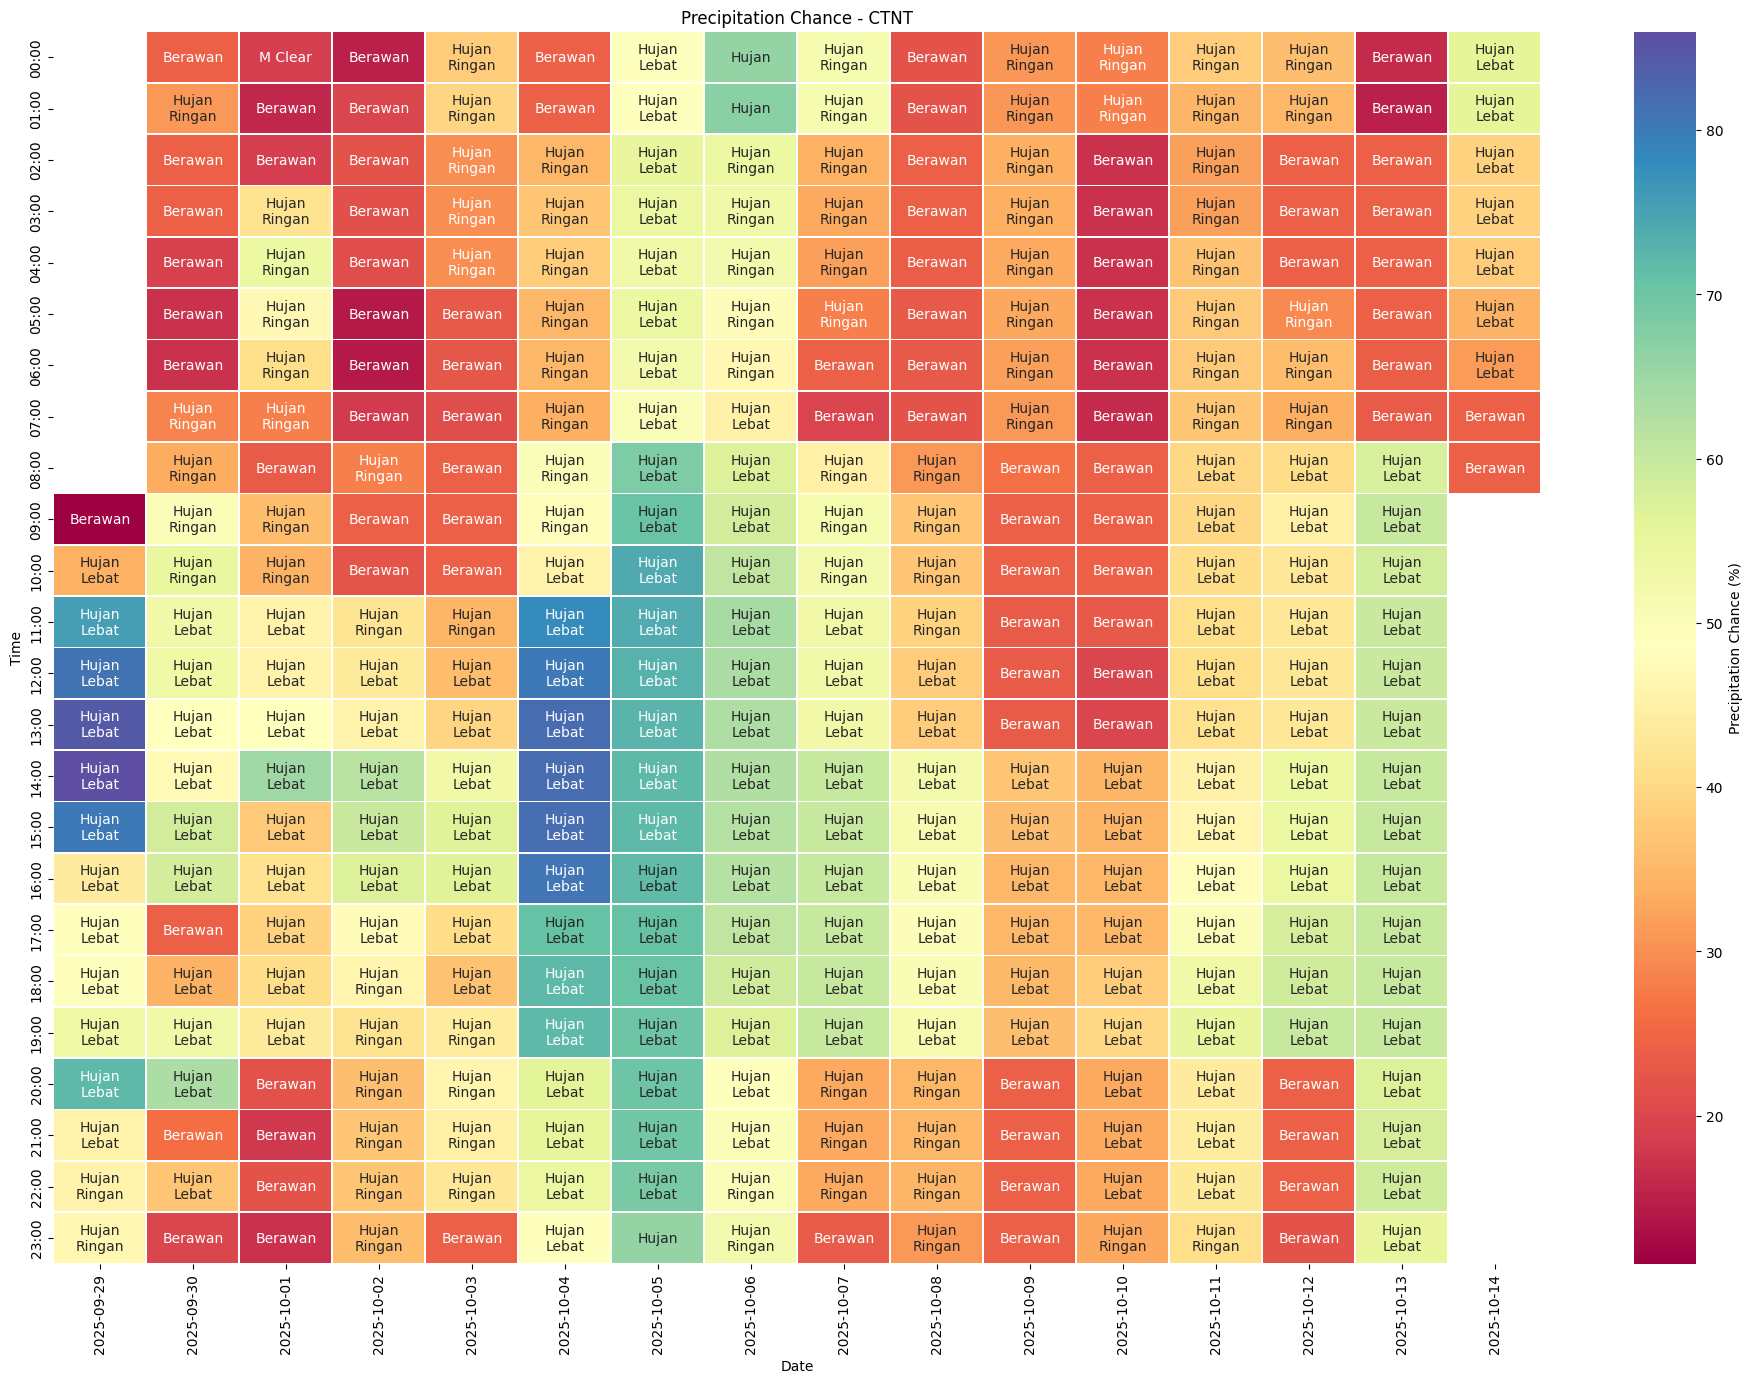 Precipitation Chance - CTNT
00:00 Berawan M Clear Berawan Hujan Ringan Berawan Hujan Lebat Hujan Hujan Ringan Berawan Hujan Ringan Hujan Ringan Hujan Ringan Hujan Ringan Berawan Hujan Lebat
01:00 Hujan Ringan Berawan Berawan Hujan Ringan Berawan Hujan Lebat Hujan Hujan Ringan Berawan Hujan Ringan Hujan Ringan Hujan Ringan Hujan Ringan Berawan Hujan Lebat
02:00 Berawan Berawan Berawan Hujan Ringan Hujan Ringan Hujan Lebat Hujan Ringan Hujan Ringan Berawan Hujan Ringan Berawan Hujan Ringan Berawan Berawan Hujan Lebat
03:00 Berawan Hujan Ringan Berawan Hujan Ringan Hujan Ringan Hujan Lebat Hujan Ringan Hujan Ringan Berawan Hujan Ringan Berawan Hujan Ringan Berawan Berawan Hujan Lebat
04:00 Berawan Hujan Ringan Berawan Hujan Ringan Hujan Ringan Hujan Lebat Hujan Ringan Hujan Ringan Berawan Hujan Ringan Berawan Hujan Ringan Berawan Berawan Hujan Lebat
05:00 Berawan Hujan Ringan Berawan Berawan Hujan Ringan Hujan Lebat Hujan Ringan Hujan Ringan Berawan Hujan Ringan Berawan Hujan Ringan Hujan Ringan Berawan Hujan Lebat
06:00 Berawan Hujan Ringan Berawan Berawan Hujan Ringan Hujan Lebat Hujan Ringan Berawan Berawan Hujan Ringan Berawan Hujan Ringan Hujan Ringan Berawan Hujan Lebat
07:00 Hujan Ringan Hujan Ringan Berawan Berawan Hujan Ringan Hujan Lebat Hujan Lebat Berawan Berawan Hujan Ringan Berawan Hujan Ringan Hujan Ringan Berawan Berawan
08:00 Hujan Ringan Berawan Hujan Ringan Berawan Hujan Ringan Hujan Lebat Hujan Lebat Hujan Ringan Hujan Ringan Berawan Berawan Hujan Lebat Hujan Lebat Hujan Lebat Berawan
09:00 Berawan Hujan Ringan Hujan Ringan Berawan Berawan Hujan Ringan Hujan Lebat Hujan Lebat Hujan Ringan Hujan Ringan Berawan Berawan Hujan Lebat Hujan Lebat Hujan Lebat
10:00 Hujan Lebat Hujan Ringan Hujan Ringan Berawan Berawan Hujan Lebat Hujan Lebat Hujan Lebat Hujan Ringan Hujan Ringan Berawan Berawan Hujan Lebat Hujan Lebat Hujan Lebat
11:00 Hujan Lebat Hujan Lebat Hujan Lebat Hujan Ringan Hujan Ringan Hujan Lebat Hujan Lebat Hujan Lebat Hujan Lebat Hujan Ringan Berawan Berawan Hujan Lebat Hujan Lebat Hujan Lebat
12:00 Hujan Lebat Hujan Lebat Hujan Lebat Hujan Lebat Hujan Lebat Hujan Lebat Hujan Lebat Hujan Lebat Hujan Lebat Hujan Lebat Berawan Berawan Hujan Lebat Hujan Lebat Hujan Lebat
13:00 Hujan Lebat Hujan Lebat Hujan Lebat Hujan Lebat Hujan Lebat Hujan Lebat Hujan Lebat Hujan Lebat Hujan Lebat Hujan Lebat Berawan Berawan Hujan Lebat Hujan Lebat Hujan Lebat
14:00 Hujan Lebat Hujan Lebat Hujan Lebat Hujan Lebat Hujan Lebat Hujan Lebat Hujan Lebat Hujan Lebat Hujan Lebat Hujan Lebat Hujan Lebat Hujan Lebat Hujan Lebat Hujan Lebat Hujan Lebat
15:00 Hujan Lebat Hujan Lebat Hujan Lebat Hujan Lebat Hujan Lebat Hujan Lebat Hujan Lebat Hujan Lebat Hujan Lebat Hujan Lebat Hujan Lebat Hujan Lebat Hujan Lebat Hujan Lebat Hujan Lebat
16:00 Hujan Lebat Hujan Lebat Hujan Lebat Hujan Lebat Hujan Lebat Hujan Lebat Hujan Lebat Hujan Lebat Hujan Lebat Hujan Lebat Hujan Lebat Hujan Lebat Hujan Lebat Hujan Lebat Hujan Lebat
17:00 Hujan Lebat Berawan Hujan Lebat Hujan Lebat Hujan Lebat Hujan Lebat Hujan Lebat Hujan Lebat Hujan Lebat Hujan Lebat Hujan Lebat Hujan Lebat Hujan Lebat Hujan Lebat Hujan Lebat
18:00 Hujan Lebat Hujan Lebat Hujan Lebat Hujan Ringan Hujan Lebat Hujan Lebat Hujan Lebat Hujan Lebat Hujan Lebat Hujan Lebat Hujan Lebat Hujan Lebat Hujan Lebat Hujan Lebat Hujan Lebat
19:00 Hujan Lebat Hujan Lebat Hujan Lebat Hujan Ringan Hujan Ringan Hujan Lebat Hujan Lebat Hujan Lebat Hujan Lebat Hujan Lebat Hujan Lebat Hujan Lebat Hujan Lebat Hujan Lebat Hujan Lebat
20:00 Hujan Lebat Hujan Lebat Berawan Hujan Ringan Hujan Ringan Hujan Lebat Hujan Lebat Hujan Lebat Hujan Ringan Hujan Ringan Berawan Hujan Lebat Hujan Lebat Berawan Hujan Lebat
21:00 Hujan Lebat Berawan Berawan Hujan Ringan Hujan Ringan Hujan Lebat Hujan Lebat Hujan Lebat Hujan Ringan Hujan Ringan Berawan Hujan Lebat Hujan Lebat Berawan Hujan Lebat
22:00 Hujan Ringan Hujan Lebat Berawan Hujan Ringan Hujan Ringan Hujan Lebat Hujan Lebat Hujan Ringan Hujan Ringan Hujan Ringan Berawan Hujan Lebat Hujan Lebat Berawan Hujan Lebat
23:00 Hujan Ringan Berawan Berawan Hujan Ringan Berawan Hujan Lebat Hujan Hujan Ringan Berawan Hujan Ringan Berawan Hujan Ringan Hujan Ringan Berawan Hujan Lebat
Time
2025-09-29 2025-09-30 2025-10-01 2025-10-02 2025-10-03 2025-10-04 2025-10-05 2025-10-06 2025-10-07 2025-10-08 2025-10-09 2025-10-10 2025-10-11 2025-10-12 2025-10-13 2025-10-14
Date
80
70
60
50
40
30
20
Precipitation Chance (%)